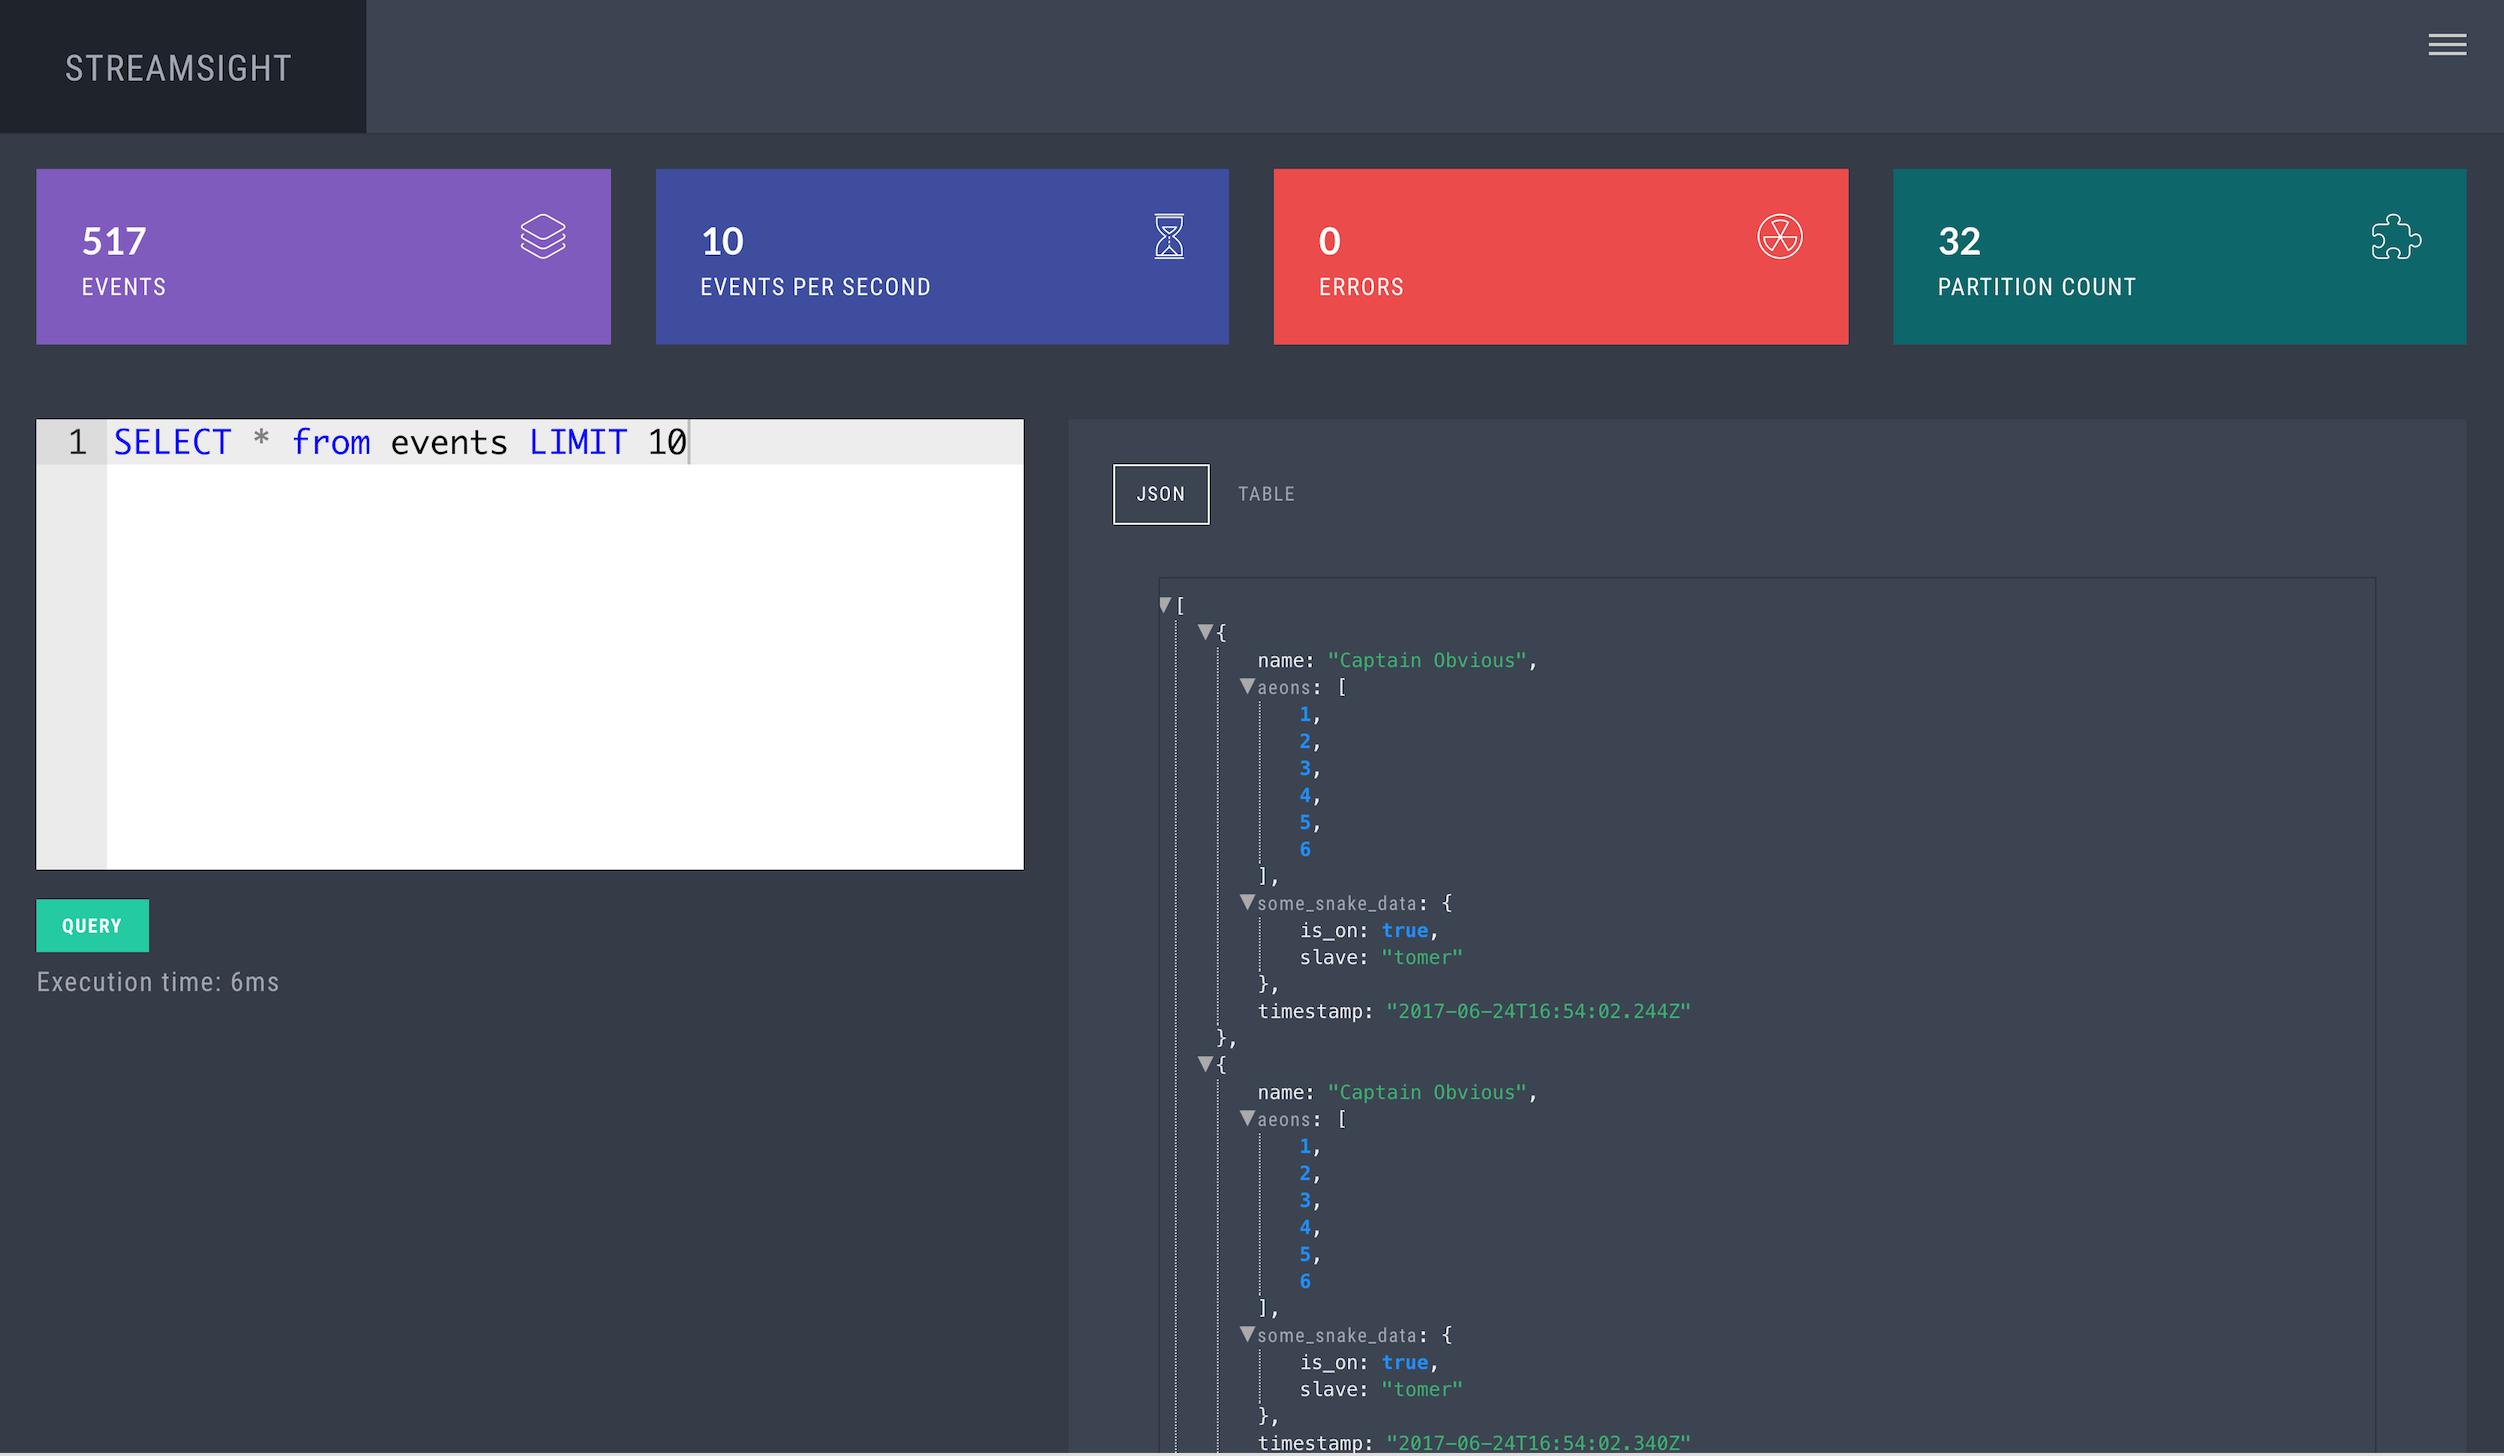 STREAMSIGHT
517
EVENTS
10
EVENTS PER SECOND
0
ERRORS
32
PARTITION COUNT
1 SELECT * from events LIMIT 10
QUERY
Execution time: 6ms
JSON TABLE
[
{
name: "Captain Obvious",
aeons: [
1,
2,
3,
4,
5,
6
],
some_snake_data: {
is_on: true,
slave: "tomer"
},
timestamp: "2017-06-24T16:54:02.244Z"
},
{
name: "Captain Obvious",
aeons: [
1,
2,
3,
4,
5,
6
],
some_snake_data: {
is_on: true,
slave: "tomer"
},
timestamp: "2017-06-24T16:54:02.340Z"